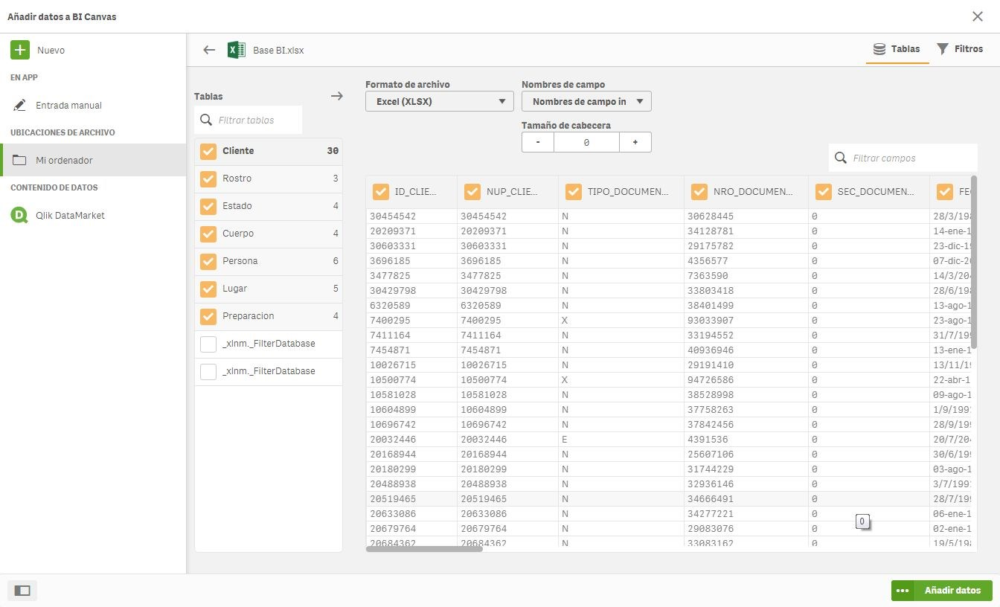 Añadir datos a BI Canvas
Nuevo
EN APP
Entrada manual
UBICACIONES DE ARCHIVO
Mi ordenador
CONTENIDO DE DATOS
Qlik DataMarket
Base BI.xlsx
Tablas
Filtros
Tablas
Filtrar tablas
Cliente 30
Rostro 3
Estado 4
Cuerpo 4
Persona 6
Lugar 5
Preparacion 4
_xlnm._FilterDatabase
_xlnm._FilterDatabase
Formato de archivo
Excel (XLSX)
Nombres de campo
Nombres de campo in
Tamaño de cabecera
- 0 +
Filtrar campos
ID_CLIE... NUP_CLIE... TIPO_DOCUMEN... NRO_DOCUMEN... SEC_DOCUMEN... FE
30454542 30454542 N 30628445 0 28/3/198
20209371 20209371 N 34128781 0 14-ene-1
30603331 30603331 N 29175782 0 23-dic-19
3696185 3696185 N 4356577 0 07-dic-20
3477825 3477825 N 7363590 0 14/3/204
30429798 30429798 N 33803418 0 28/6/198
6320589 6320589 N 38401499 0 13-ago-1
7400295 7400295 X 93033907 0 23-ago-1
7411164 7411164 N 33194552 0 31/7/199
7454871 7454871 N 40936946 0 13-ene-1
10026715 10026715 N 29191410 0 13/11/19
10500774 10500774 X 94726586 0 22-abr-1
10581028 10581028 N 38528998 0 09-ago-1
10604899 10604899 N 37758263 0 1/9/199
10696742 10696742 N 37842456 0 28/9/199
20032446 20032446 E 4391536 0 20/7/204
20168944 20168944 N 25607106 0 30/6/199
20180299 20180299 N 31744229 0 03-ago-1
20488938 20488938 N 32936146 0 3/7/199
20519465 20519465 N 34666491 0 28/7/199
20633086 20633086 N 34277221 0 06-ene-1
20679764 20679764 N 29083076 0 02-ene-1
20684362 20684362 N 33083162 0 19/5/198
0
Añadir datos